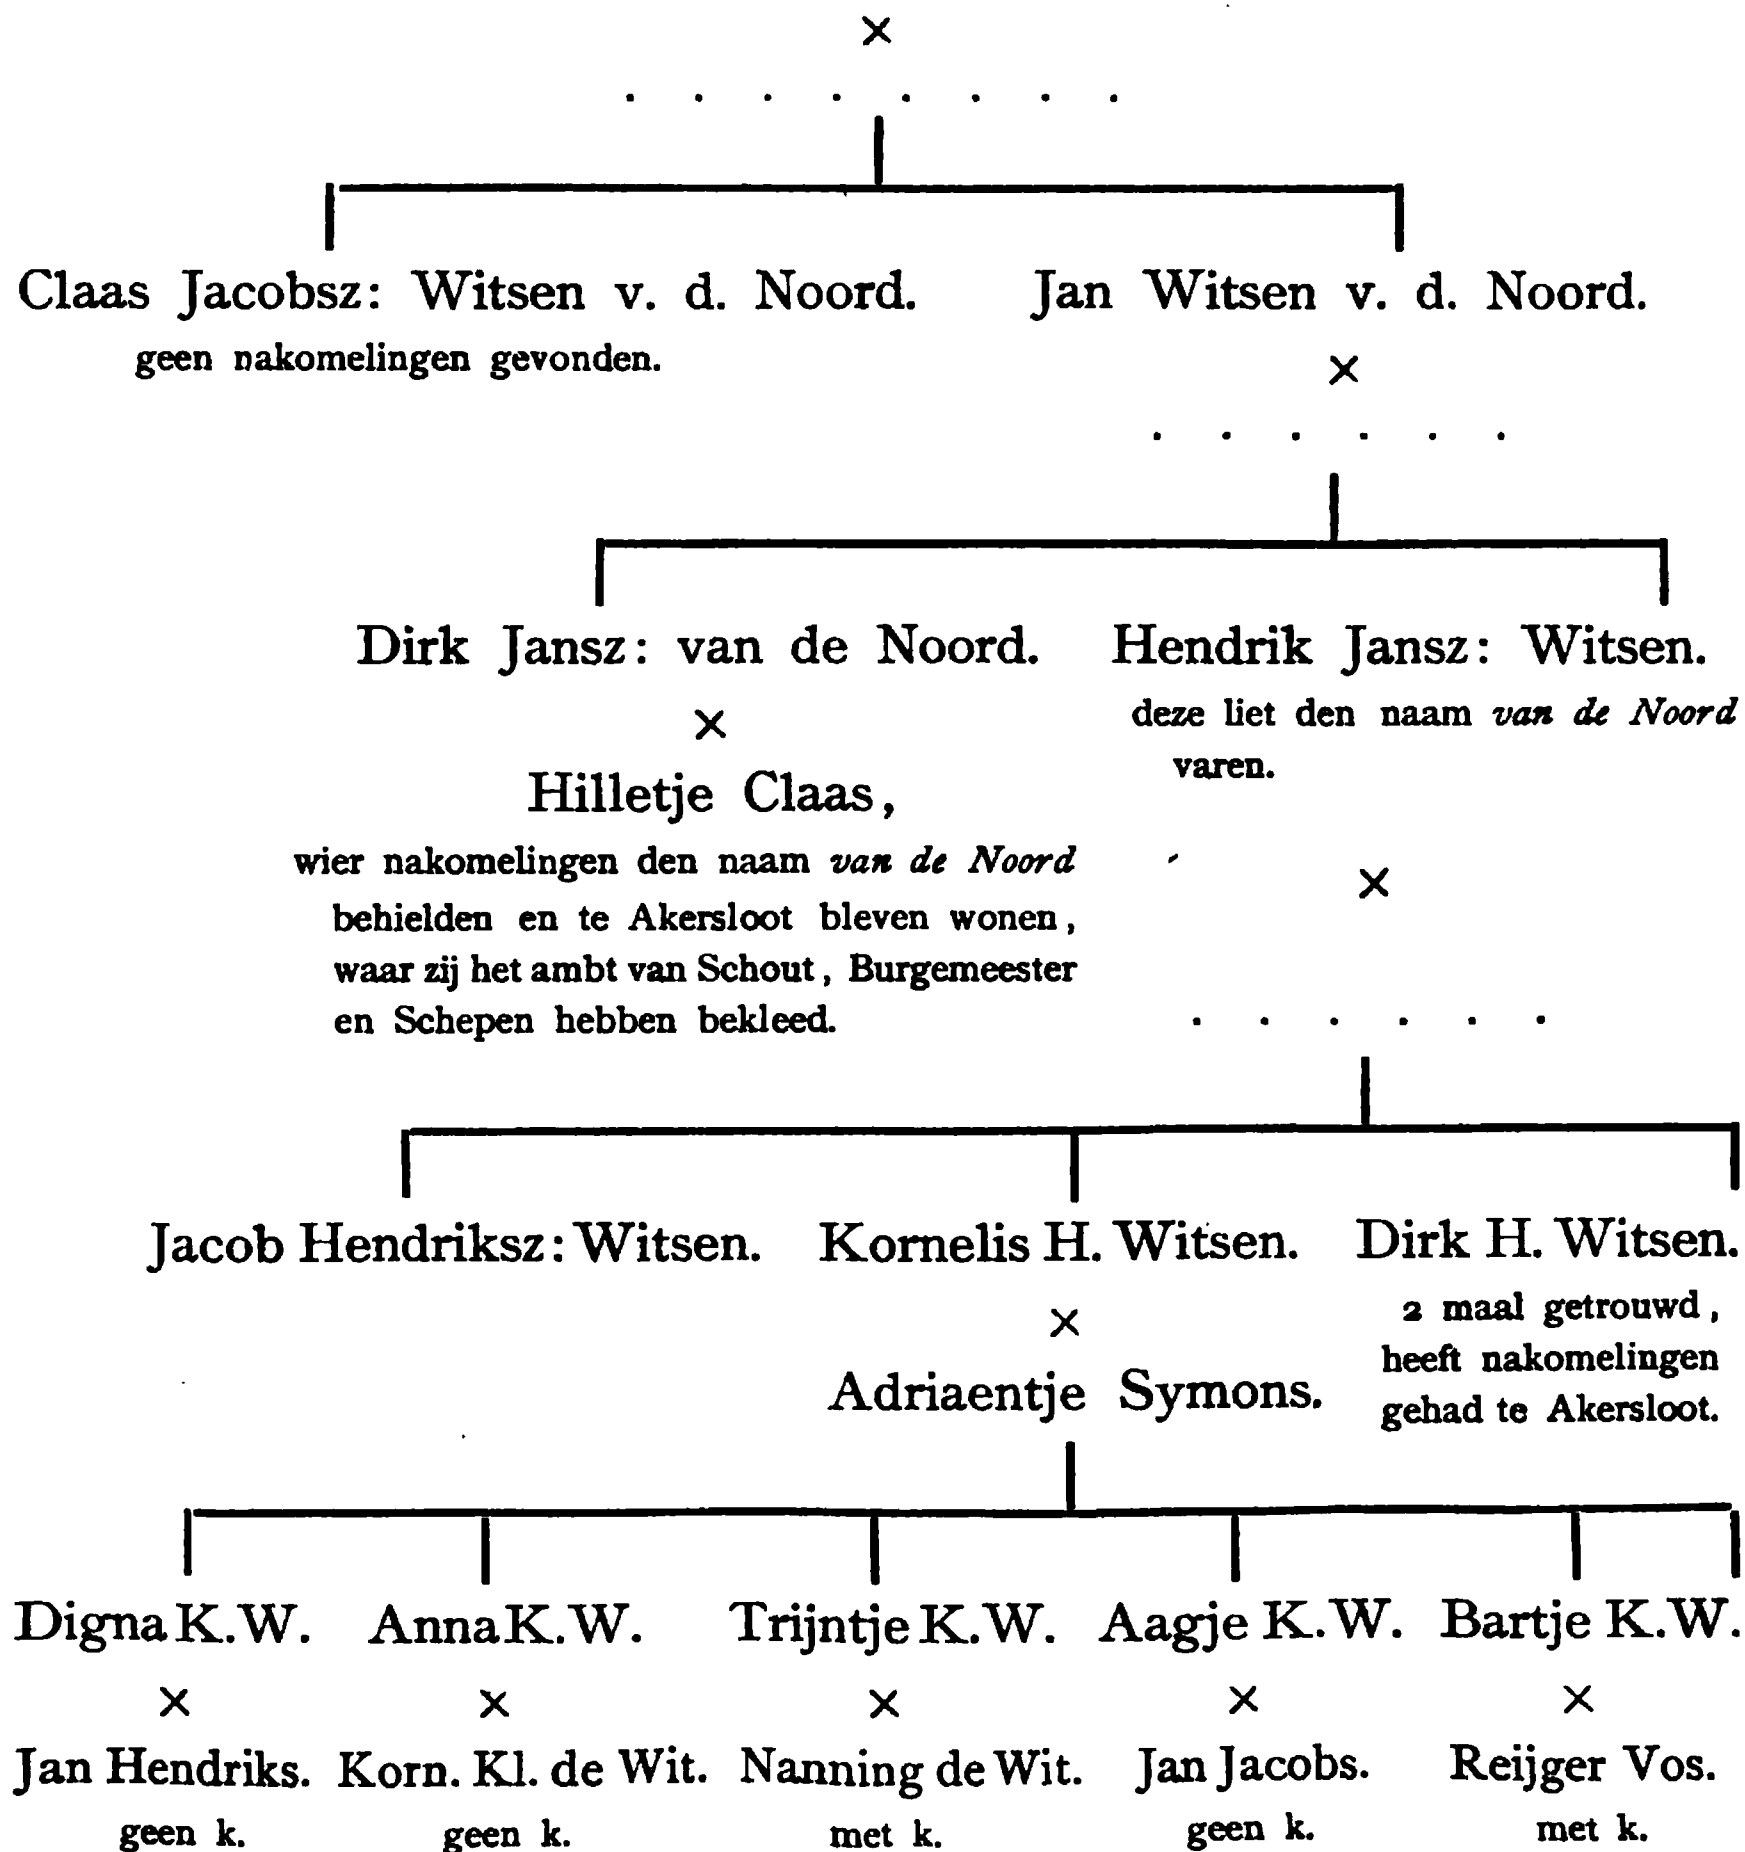 ×
. . . . . . . .
Claas Jacobsz: Witsen v. d. Noord. Jan Witsen v. d. Noord.
geen nakomelingen gevonden.
×
. . . . . .
Dirk Jansz: van de Noord. Hendrik Jansz: Witsen.
× deze liet den naam van de Noord
varen.
Hilletje Claas,
wier nakomelingen den naam van de Noord
behielden en te Akersloot bleven wonen,
waar zij het ambt van Schout, Burgemeester
en Schepen hebben bekleed.
×
. . . . . .
Jacob Hendriksz: Witsen. Kornelis H. Witsen. Dirk H. Witsen.
× 2 maal getrouwd,
heeft nakomelingen
Adriaentje Symons. gehad te Akersloot.
Digna K.W. Anna K.W. Trijntje K.W. Aagje K.W. Bartje K.W.
× × × × ×
Jan Hendriks. Korn. Kl. de Wit. Nanning de Wit. Jan Jacobs. Reijger Vos.
geen k. geen k. met k. geen k. met k.